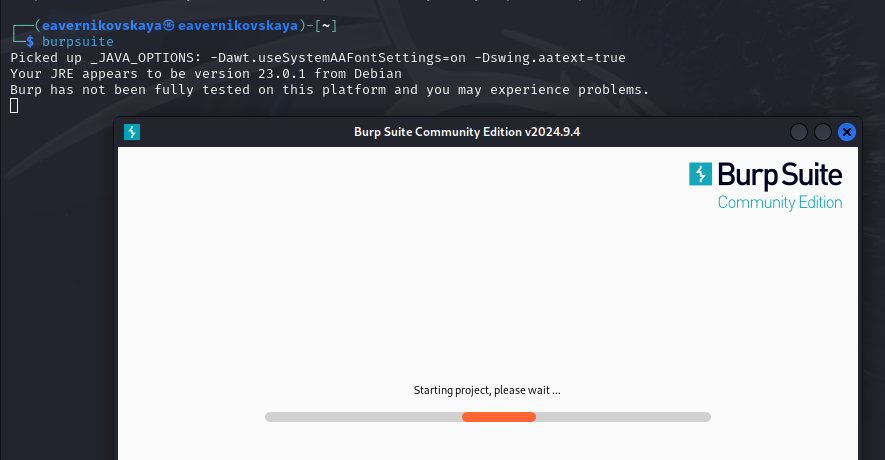 ┌──(eavernikovskaya㉿eavernikovskaya)-[~]
└─$ burpsuite
Picked up _JAVA_OPTIONS: -Dawt.useSystemAAFontSettings=on -Dswing.aatext=true
Your JRE appears to be version 23.0.1 from Debian
Burp has not been fully tested on this platform and you may experience problems.
Burp Suite Community Edition v2024.9.4
Burp Suite
Community Edition
Starting project, please wait ...